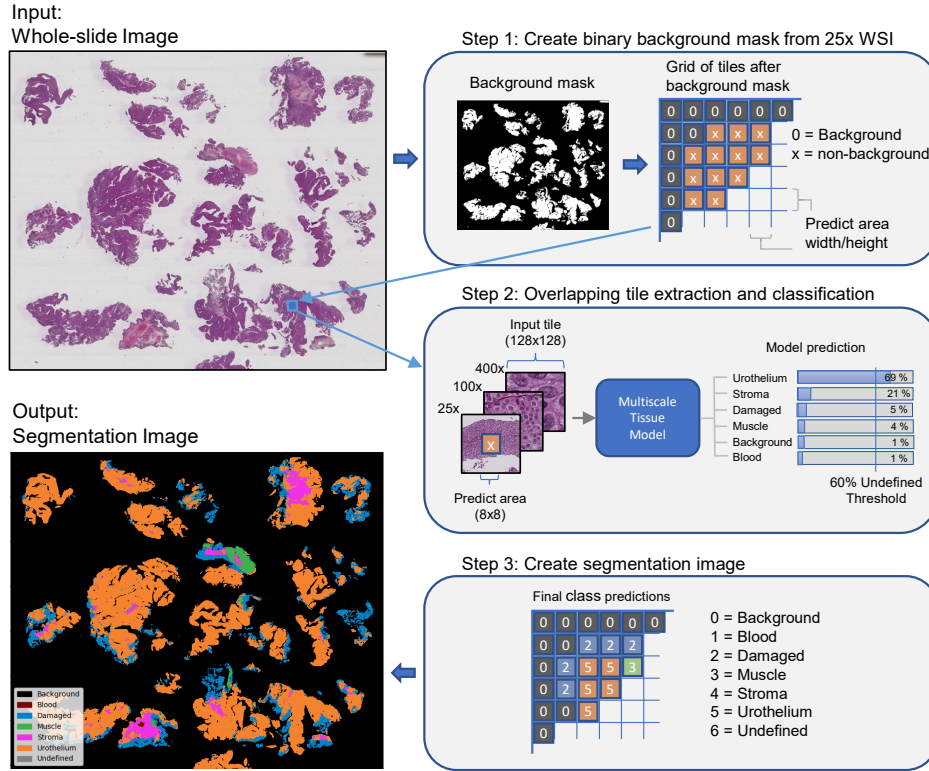 Input:
Whole-slide Image
Step 1: Create binary background mask from 25x WSI
Background mask
Grid of tiles after
background mask
0 0 0 0 0 0
0 0 x x x
0 x x x x
0 x x x
0 x x
0
0 = Background
x = non-background
Predict area
width/height
Step 2: Overlapping tile extraction and classification
Input tile
(128x128)
400x
100x
25x
x
Predict area
(8x8)
Multiscale
Tissue
Model
Model prediction
Urothelium 69 %
Stroma 21 %
Damaged 5 %
Muscle 4 %
Background 1 %
Blood 1 %
60% Undefined
Threshold
Output:
Segmentation Image
Background
Blood
Damaged
Muscle
Stroma
Urothelium
Undefined
Step 3: Create segmentation image
Final class predictions
0 0 0 0 0 0
0 0 2 2 2
0 2 5 5 3
0 2 5 5
0 0 5
0
0 = Background
1 = Blood
2 = Damaged
3 = Muscle
4 = Stroma
5 = Urothelium
6 = Undefined